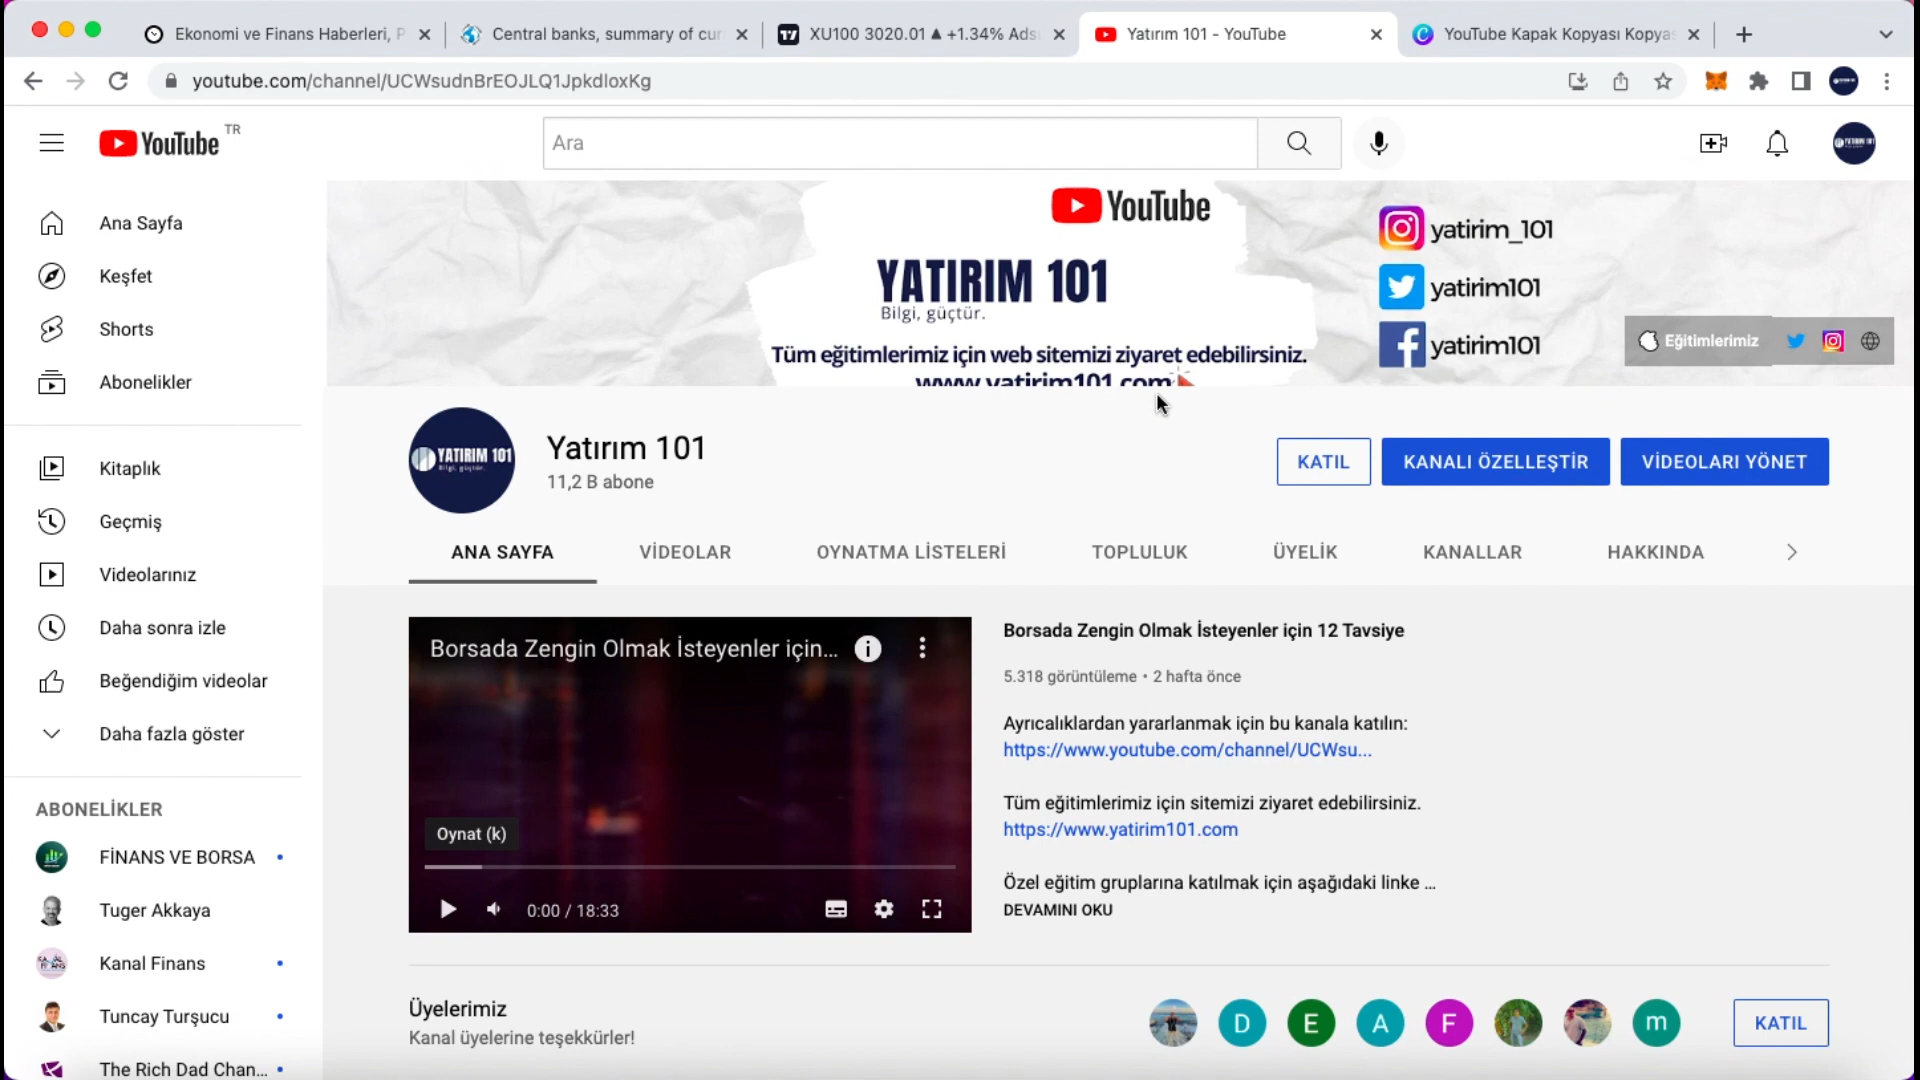 Ekonomi ve Finans Haberleri, P
Central banks, summary of cur
XU100 3020.01 ▲ +1.34% Ads
Yatırım 101 - YouTube
YouTube Kapak Kopyası Kopyas
youtube.com/channel/UCWsudnBrEOJLQ1JpkdloxKg
YouTube TR
Ara
Ana Sayfa
Keşfet
Shorts
Abonelikler
Kitaplık
Geçmiş
Videolarınız
Daha sonra izle
Beğendiğim videolar
Daha fazla göster
ABONELİKLER
FİNANS VE BORSA
Tuger Akkaya
Kanal Finans
Tuncay Turşucu
The Rich Dad Chan...
YouTube
YATIRIM 101
Bilgi, güçtür.
Tüm eğitimlerimiz için web sitemizi ziyaret edebilirsiniz.
www.yatirim101.com
yatirim_101
yatirim101
yatirim101
Eğitimlerimiz
YATIRIM 101
Bilgi, güçtür.
Yatırım 101
11,2 B abone
KATIL
KANALI ÖZELLEŞTİR
VİDEOLARI YÖNET
ANA SAYFA
VİDEOLAR
OYNATMA LİSTELERİ
TOPLULUK
ÜYELİK
KANALLAR
HAKKINDA
Borsada Zengin Olmak İsteyenler için...
Oynat (k)
0:00 / 18:33
Borsada Zengin Olmak İsteyenler için 12 Tavsiye
5.318 görüntüleme • 2 hafta önce
Ayrıcalıklardan yararlanmak için bu kanala katılın:
https://www.youtube.com/channel/UCWsu...
Tüm eğitimlerimiz için sitemizi ziyaret edebilirsiniz.
https://www.yatirim101.com
Özel eğitim gruplarına katılmak için aşağıdaki linke ...
DEVAMINI OKU
Üyelerimiz
Kanal üyelerine teşekkürler!
D
E
A
F
m
KATIL